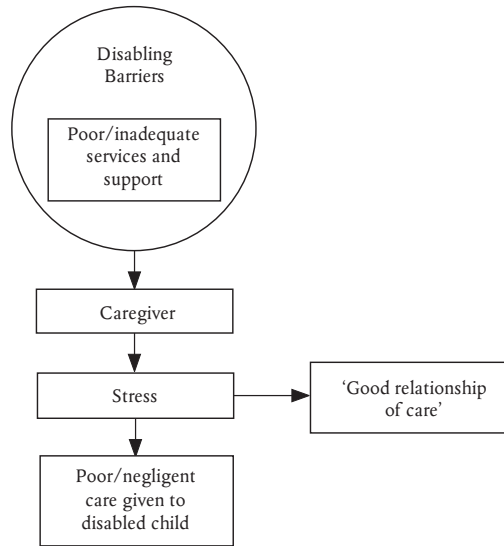 Disabling
Barriers
Poor/inadequate
services and
support
Caregiver
Stress
‘Good relationship
of care’
Poor/negligent
care given to
disabled child